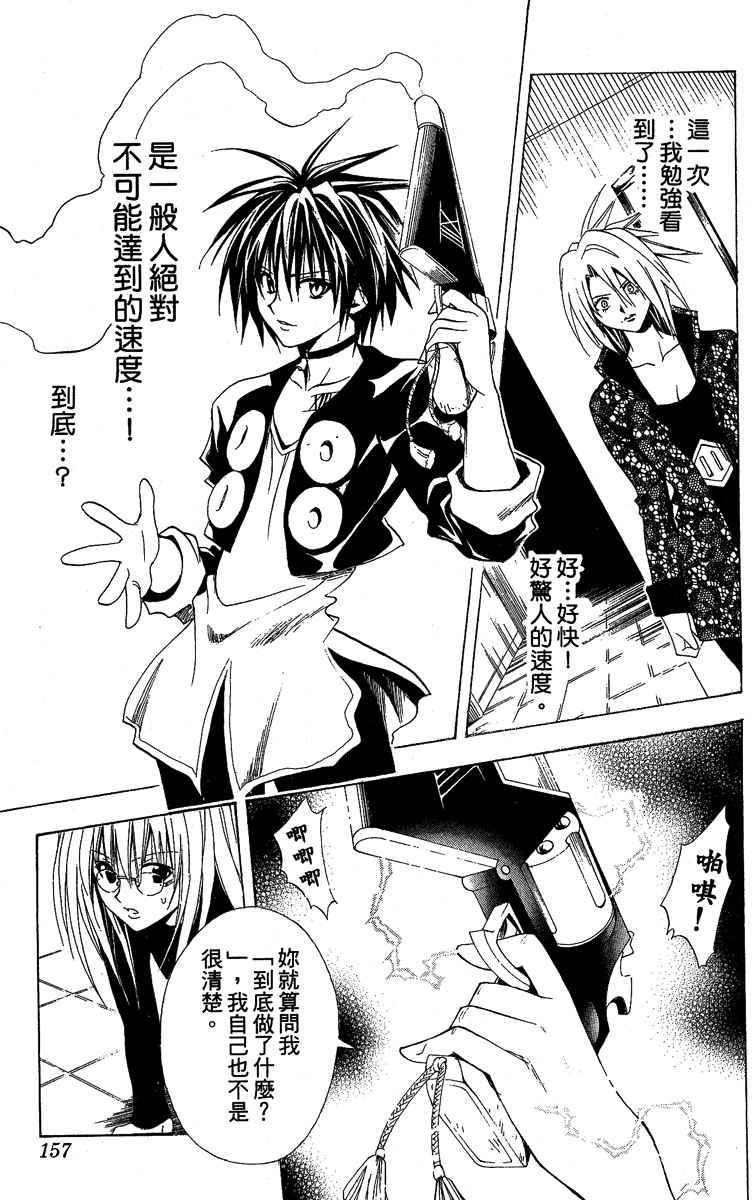 這一次
…我勉強看
到了……
好…好快！
好驚人的速度。
是一般人絕對
不可能達到的速度…！
到底…？
啪嗔！
唧唧唧
妳就算問我
「到底做了什麼？
」，我自己也不是
很清楚。
157